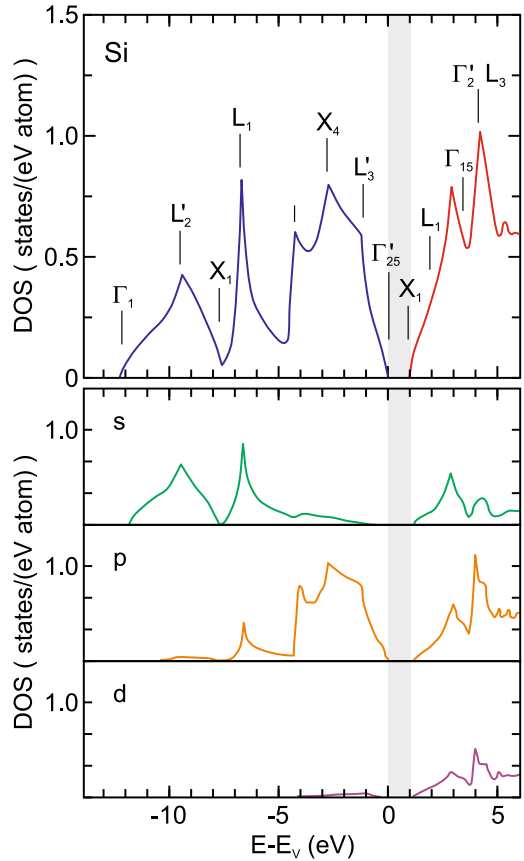 1.5
Si
Γ'₂ L₃
1.0
L₁
X₄
Γ₁₅
L'₃
L'₂
L₁
0.5
X₁
Γ'₂₅
Γ₁
X₁
0
DOS ( states/(eV atom))
s
1.0
p
1.0
d
1.0
DOS ( states/(eV atom))
-10 -5 0 5
E-Eᵥ (eV)